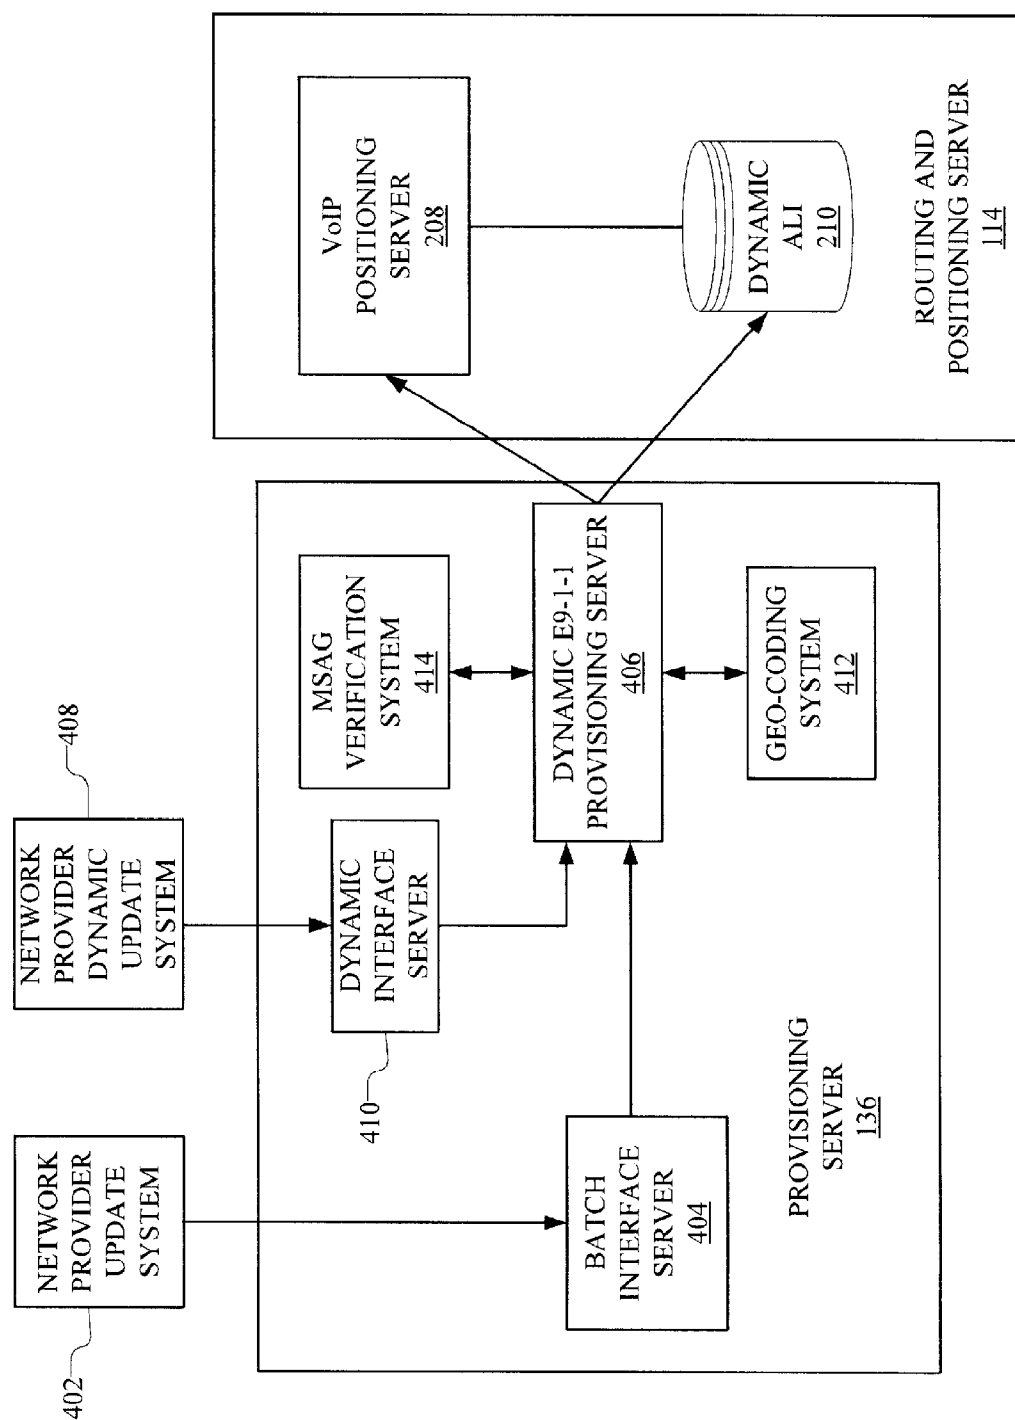 402
NETWORK
PROVIDER
UPDATE
SYSTEM
408
NETWORK
PROVIDER
DYNAMIC
UPDATE
SYSTEM
410
DYNAMIC
INTERFACE
SERVER
MSAG
VERIFICATION
SYSTEM
414
BATCH
INTERFACE
SERVER
404
DYNAMIC E9-1-1
PROVISIONING SERVER
406
GEO-CODING
SYSTEM
412
PROVISIONING
SERVER
136
VoIP
POSITIONING
SERVER
208
DYNAMIC
ALI
210
ROUTING AND
POSITIONING SERVER
114